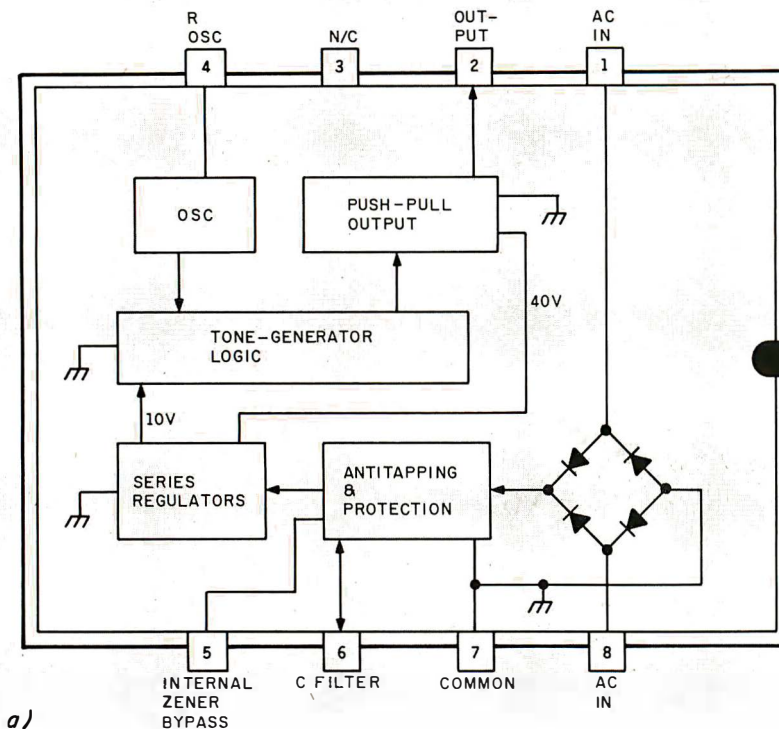 R
OSC
N/C
OUT-
PUT
AC
IN
4
3
2
1
OSC
PUSH-PULL
OUTPUT
40V
TONE-GENERATOR
LOGIC
10V
SERIES
REGULATORS
ANTITAPPING
&
PROTECTION
5
6
7
8
INTERNAL
ZENER
BYPASS
C FILTER
COMMON
AC
IN
a)